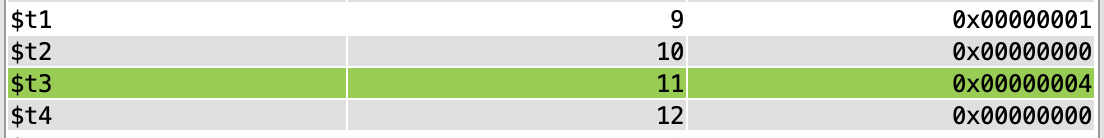 $t1 9 0x00000001
$t2 10 0x00000000
$t3 11 0x00000004
$t4 12 0x00000000